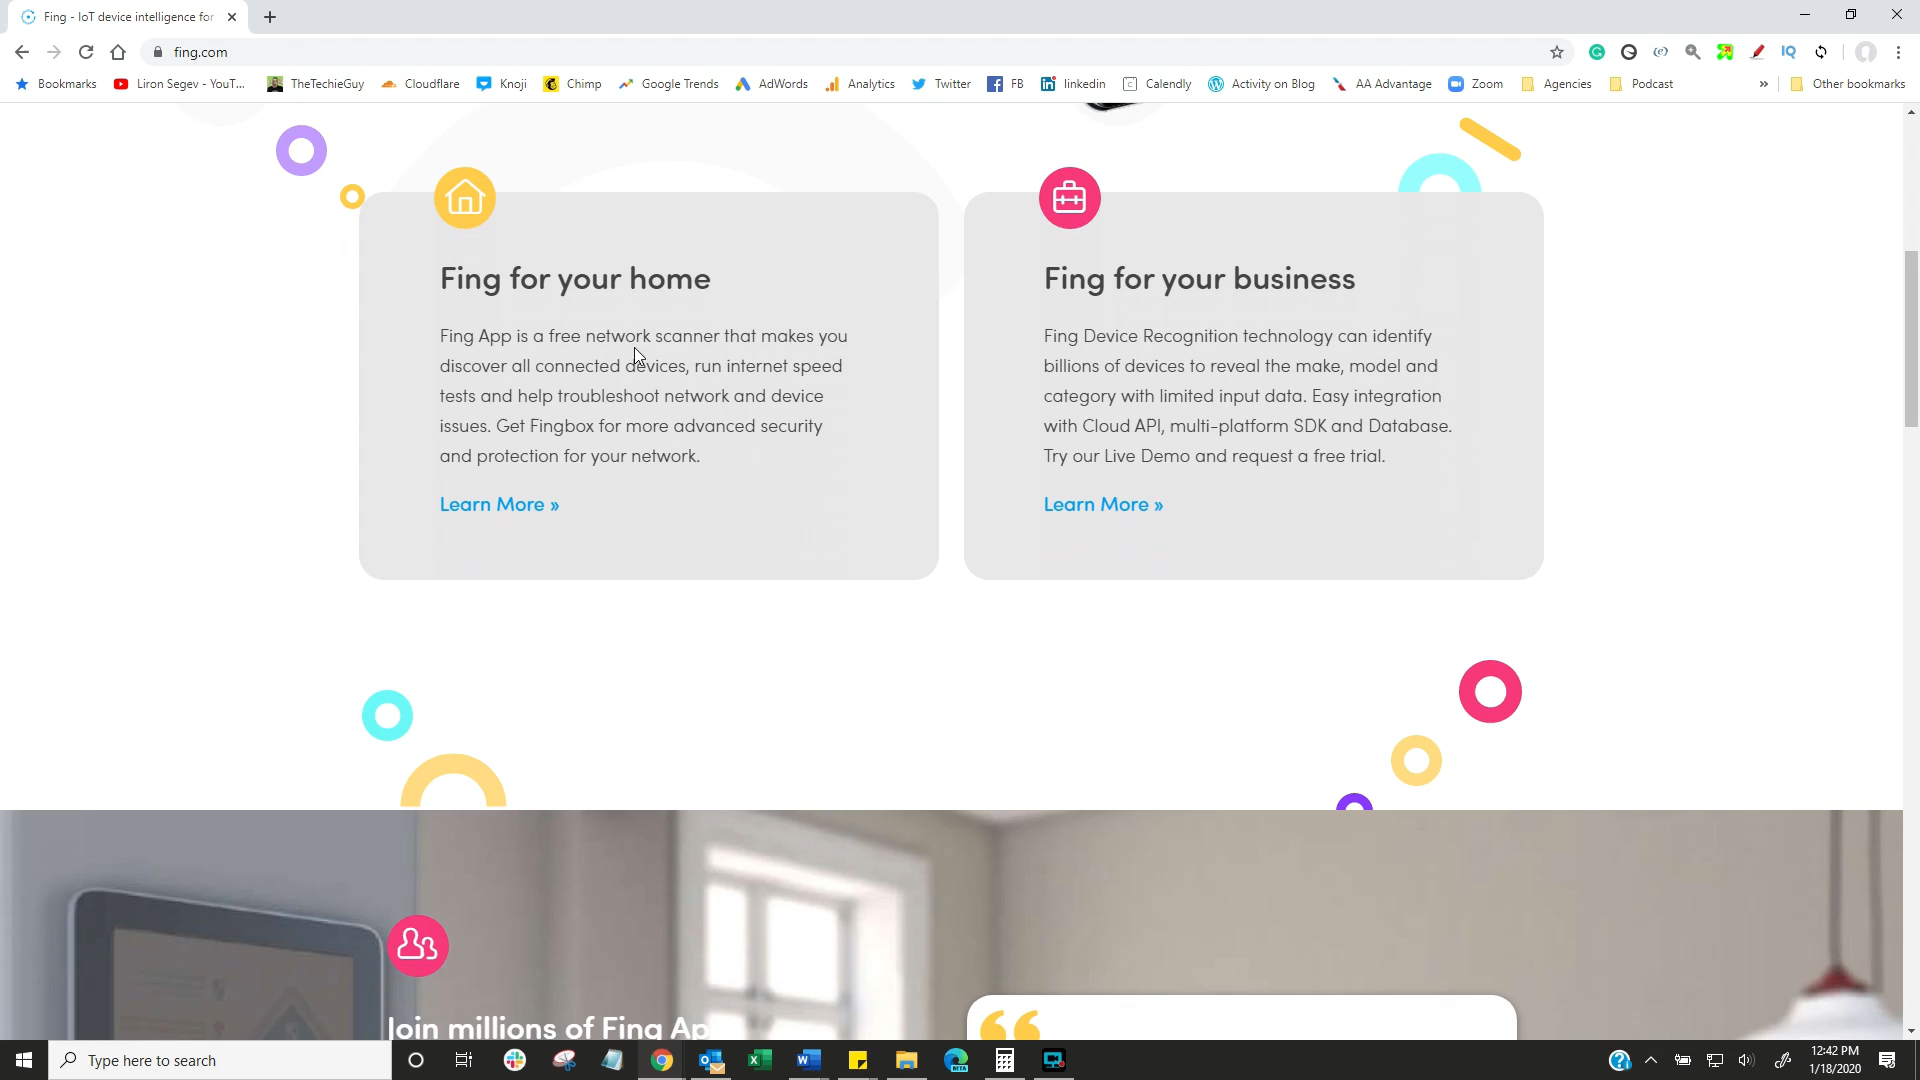 Fing - IoT device intelligence for
fing.com
Bookmarks
Liron Segev - YouT...
TheTechieGuy
Cloudflare
Knoji
Chimp
Google Trends
AdWords
Analytics
Twitter
FB
linkedin
Calendly
Activity on Blog
AA Advantage
Zoom
Agencies
Podcast
»
Other bookmarks
Fing for your home
Fing App is a free network scanner that makes you
discover all connected devices, run internet speed
tests and help troubleshoot network and device
issues. Get Fingbox for more advanced security
and protection for your network.
Learn More »
Fing for your business
Fing Device Recognition technology can identify
billions of devices to reveal the make, model and
category with limited input data. Easy integration
with Cloud API, multi-platform SDK and Database.
Try our Live Demo and request a free trial.
Learn More »
Join millions of Fing Ap
Type here to search
12:42 PM
1/18/2020